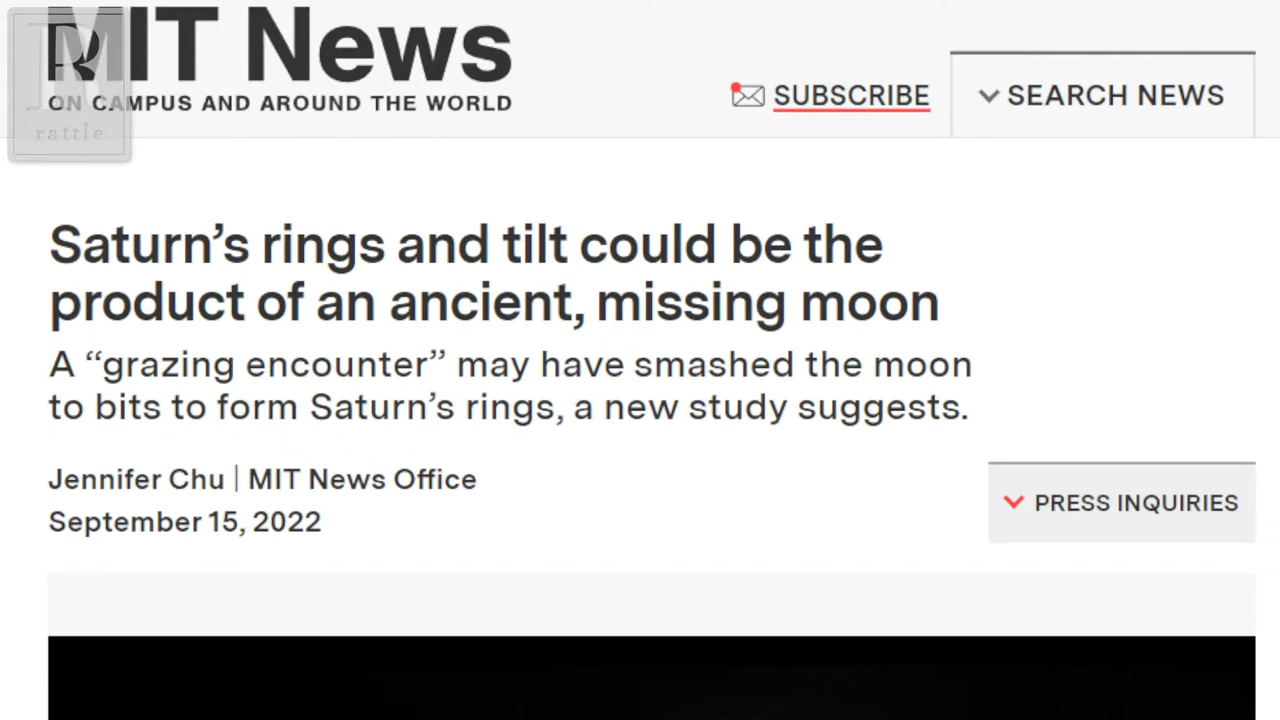 MIT News
ON CAMPUS AND AROUND THE WORLD
R
rattle
SUBSCRIBE
SEARCH NEWS
Saturn’s rings and tilt could be the
product of an ancient, missing moon
A “grazing encounter” may have smashed the moon
to bits to form Saturn’s rings, a new study suggests.
Jennifer Chu | MIT News Office
September 15, 2022
PRESS INQUIRIES